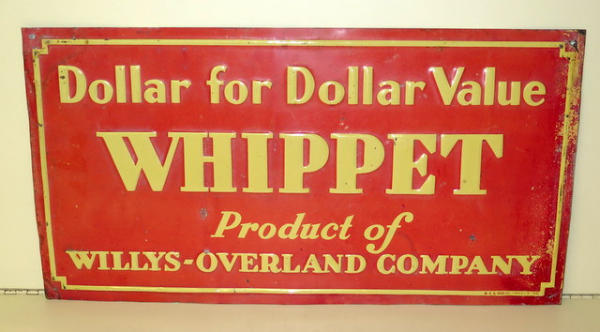 Dollar for Dollar Value
WHIPPET
Product of
WILLYS-OVERLAND COMPANY